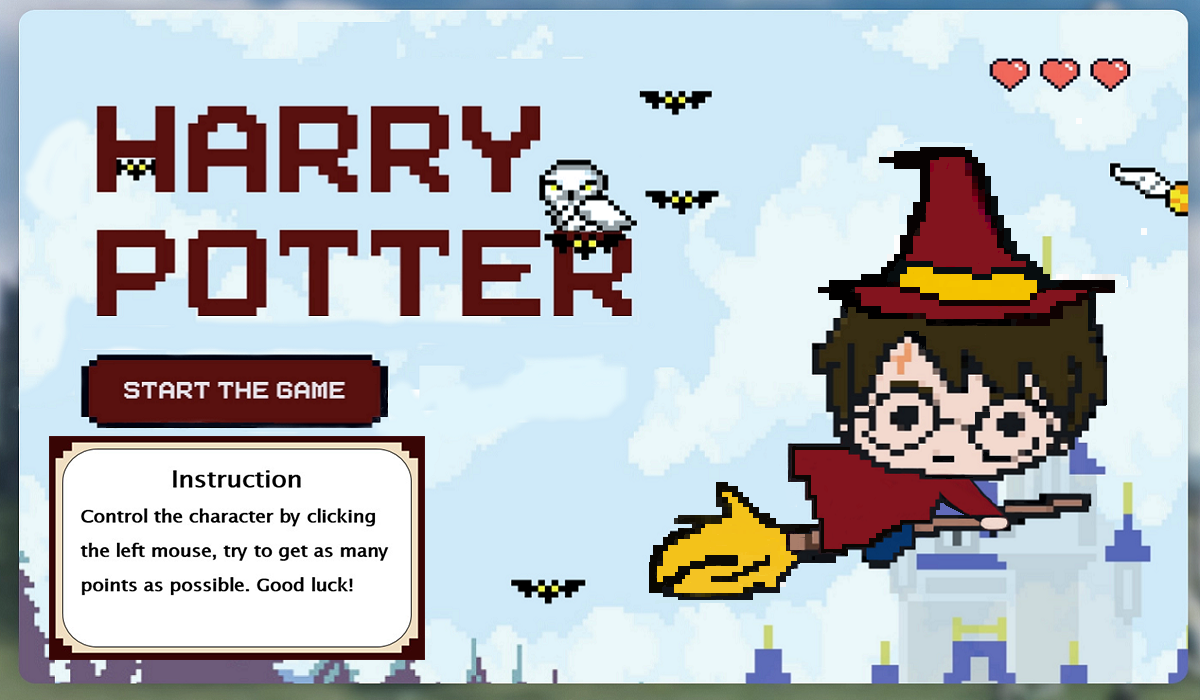 HARRY
POTTER
START THE GAME
Instruction
Control the character by clicking
the left mouse, try to get as many
points as possible. Good luck!